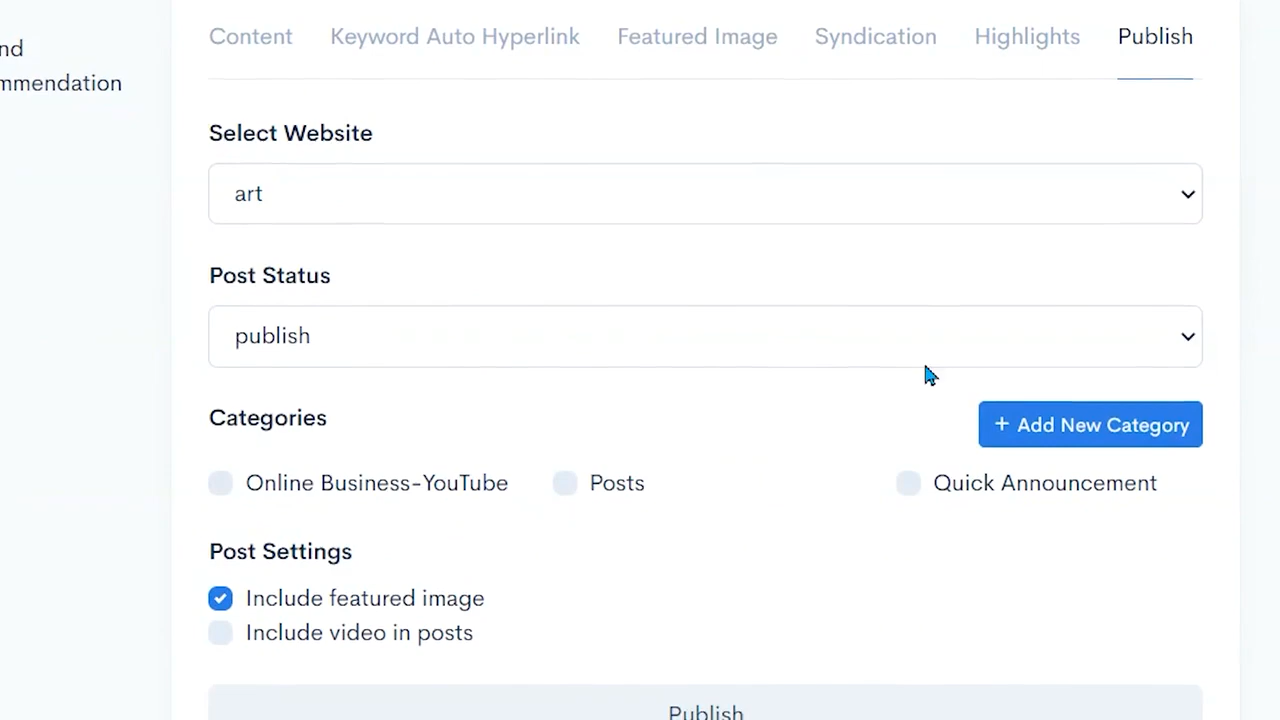 nd
mmendation
Content Keyword Auto Hyperlink Featured Image Syndication Highlights Publish
Select Website
art
Post Status
publish
Categories
+ Add New Category
Online Business-YouTube Posts Quick Announcement
Post Settings
Include featured image
Include video in posts
Publish